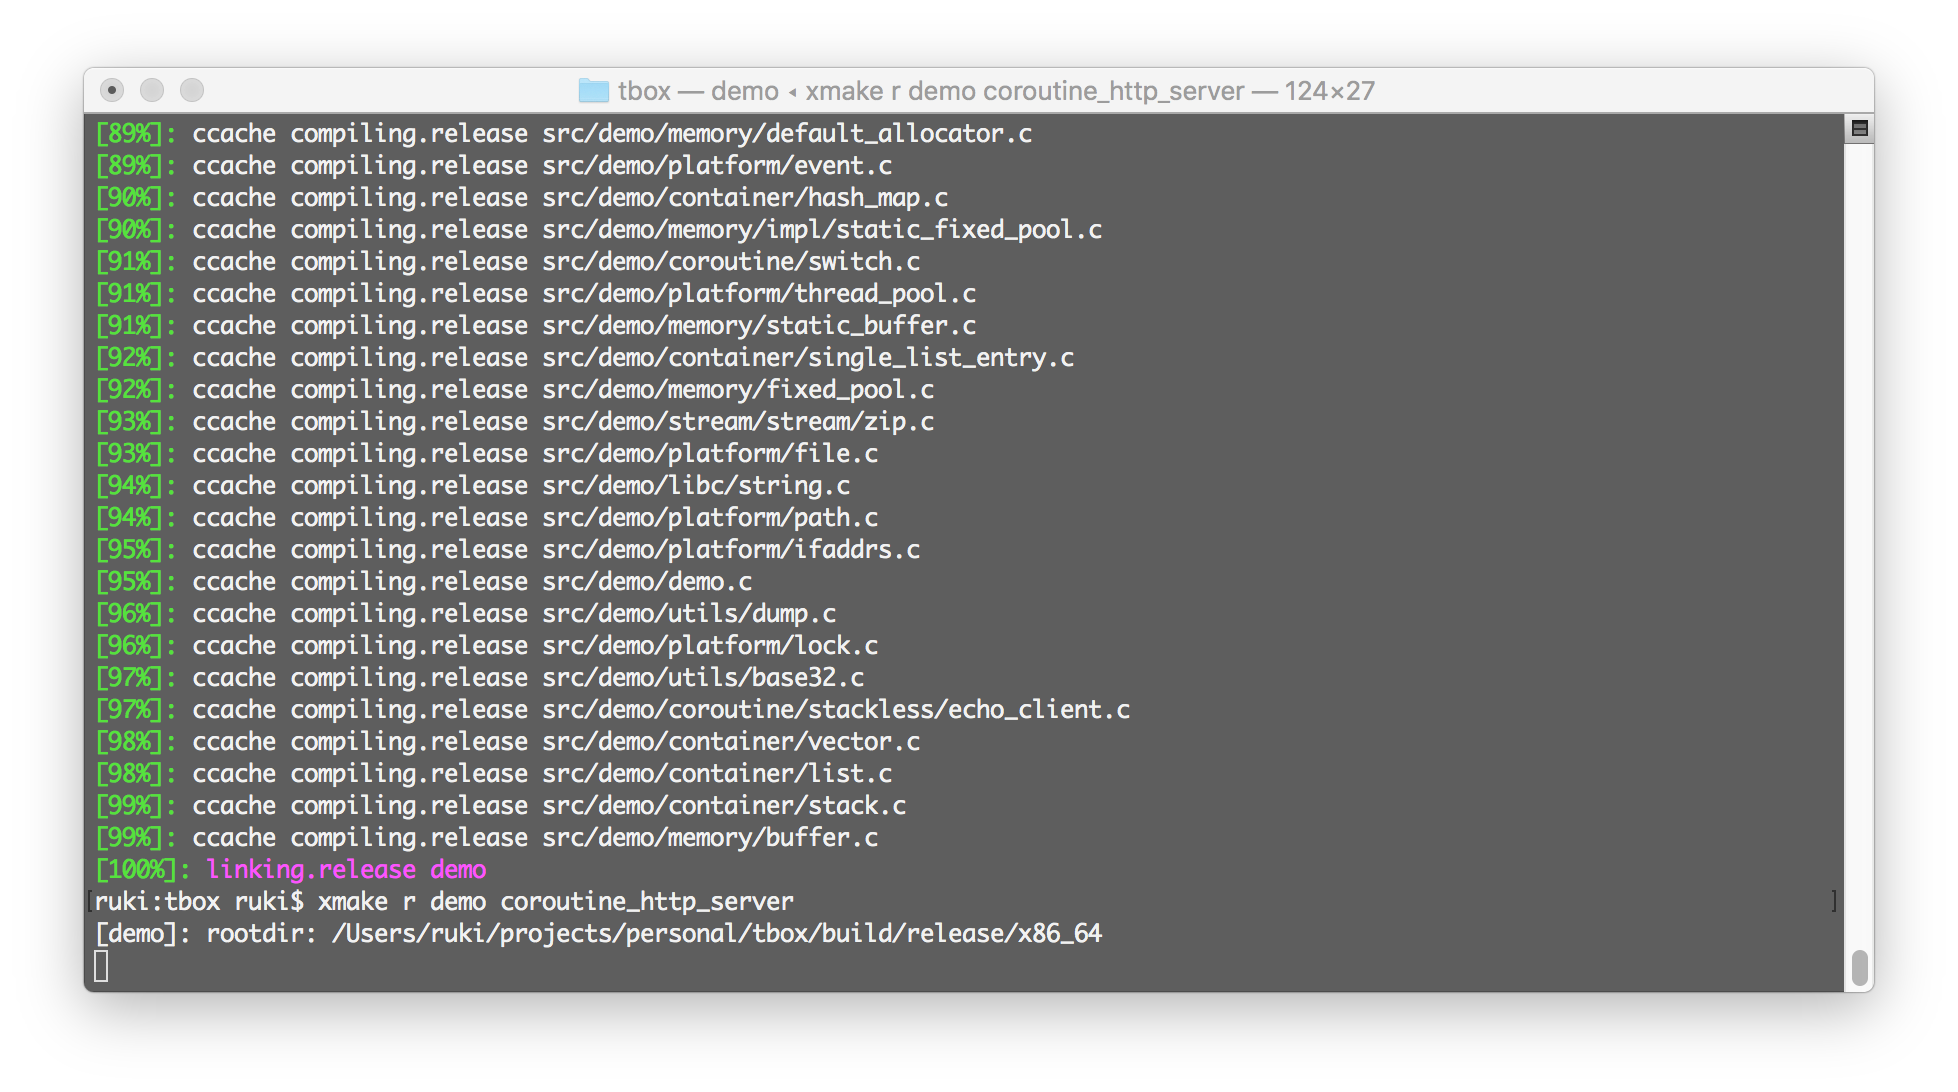 tbox — demo ◂ xmake r demo coroutine_http_server — 124×27
[89%]: ccache compiling.release src/demo/memory/default_allocator.c
[89%]: ccache compiling.release src/demo/platform/event.c
[90%]: ccache compiling.release src/demo/container/hash_map.c
[90%]: ccache compiling.release src/demo/memory/impl/static_fixed_pool.c
[91%]: ccache compiling.release src/demo/coroutine/switch.c
[91%]: ccache compiling.release src/demo/platform/thread_pool.c
[91%]: ccache compiling.release src/demo/memory/static_buffer.c
[92%]: ccache compiling.release src/demo/container/single_list_entry.c
[92%]: ccache compiling.release src/demo/memory/fixed_pool.c
[93%]: ccache compiling.release src/demo/stream/stream/zip.c
[93%]: ccache compiling.release src/demo/platform/file.c
[94%]: ccache compiling.release src/demo/libc/string.c
[94%]: ccache compiling.release src/demo/platform/path.c
[95%]: ccache compiling.release src/demo/platform/ifaddrs.c
[95%]: ccache compiling.release src/demo/demo.c
[96%]: ccache compiling.release src/demo/utils/dump.c
[96%]: ccache compiling.release src/demo/platform/lock.c
[97%]: ccache compiling.release src/demo/utils/base32.c
[97%]: ccache compiling.release src/demo/coroutine/stackless/echo_client.c
[98%]: ccache compiling.release src/demo/container/vector.c
[98%]: ccache compiling.release src/demo/container/list.c
[99%]: ccache compiling.release src/demo/container/stack.c
[99%]: ccache compiling.release src/demo/memory/buffer.c
[100%]: linking.release demo
[ruki:tbox ruki$ xmake r demo coroutine_http_server ]
[demo]: rootdir: /Users/ruki/projects/personal/tbox/build/release/x86_64